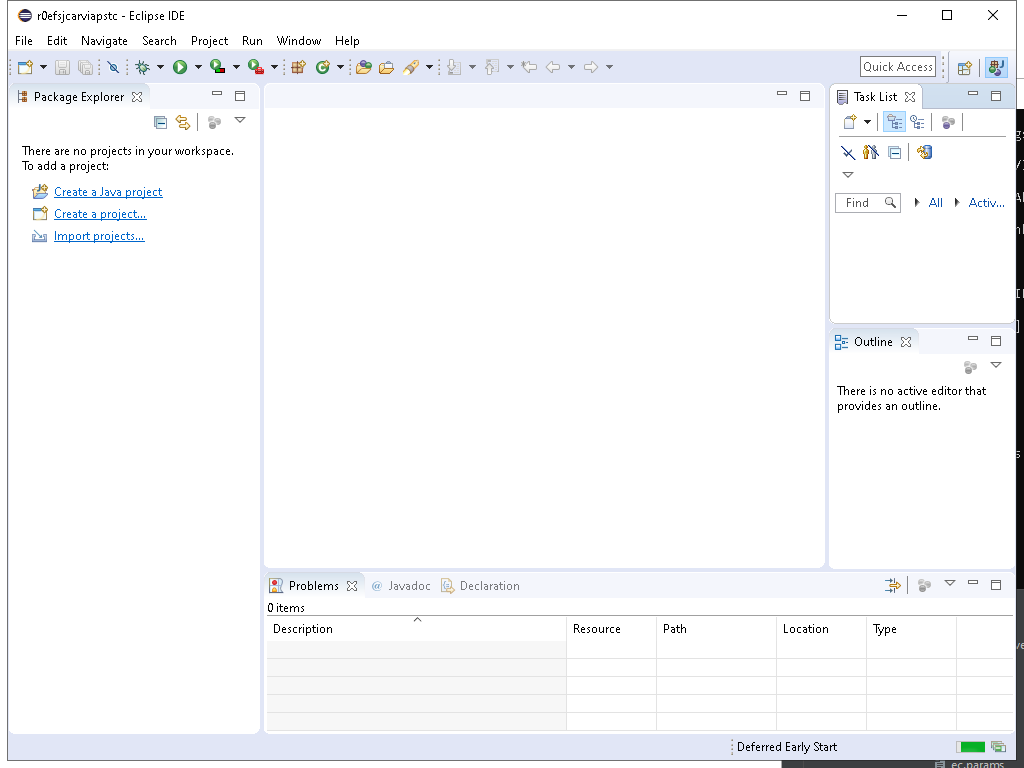 r0efsjcarviapstc - Eclipse IDE
File Edit Navigate Search Project Run Window Help
Quick Access
Package Explorer
There are no projects in your workspace.
To add a project:
Create a Java project
Create a project...
Import projects...
Task List
Find All Activ...
Outline
There is no active editor that
provides an outline.
Problems @ Javadoc Declaration
0 items
Description Resource Path Location Type
Deferred Early Start
ec.params